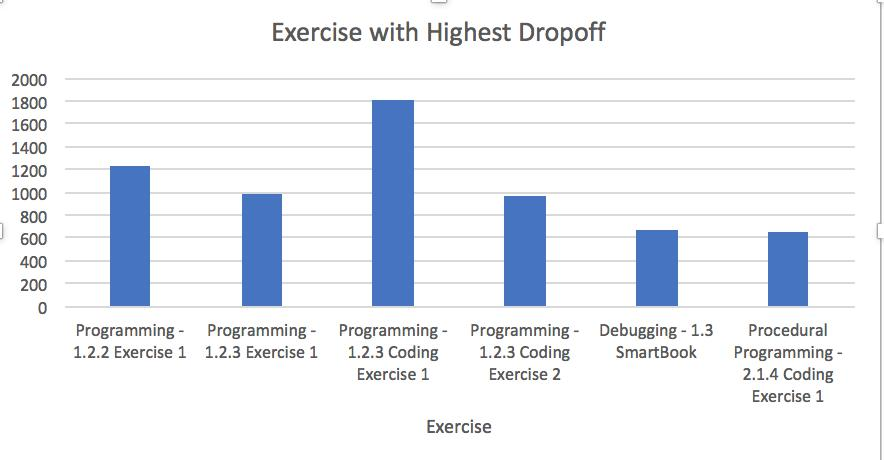 Exercise with Highest Dropoff
2000
1800
1600
1400
1200
1000
800
600
400
200
0
Programming -
1.2.2 Exercise 1
Programming -
1.2.3 Exercise 1
Programming -
1.2.3 Coding
Exercise 1
Programming -
1.2.3 Coding
Exercise 2
Debugging - 1.3
SmartBook
Procedural
Programming -
2.1.4 Coding
Exercise 1
Exercise